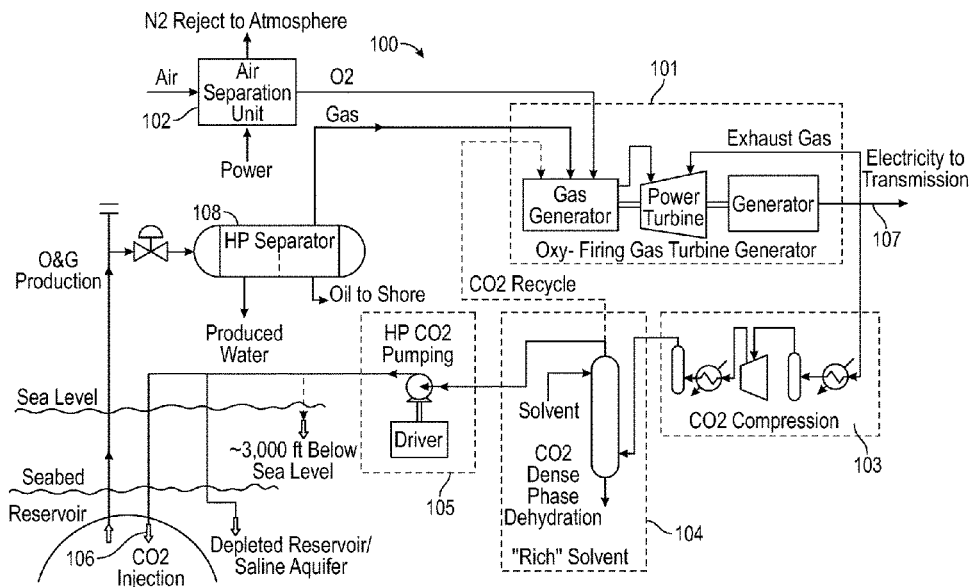 N2 Reject to Atmosphere
100
Air
Air
Separation
Unit
102
O2
Gas
Power
101
Exhaust Gas
Electricity to
Transmission
Gas
Generator
Power
Turbine
Generator
107
Oxy- Firing Gas Turbine Generator
108
HP Separator
O&G
Production
Oil to Shore
Produced
Water
CO2 Recycle
HP CO2
Pumping
Driver
105
Solvent
CO2
Dense
Phase
Dehydration
"Rich" Solvent
104
CO2 Compression
103
Sea Level
~3,000 ft Below
Sea Level
Seabed
Reservoir
106
CO2
Injection
Depleted Reservoir/
Saline Aquifer